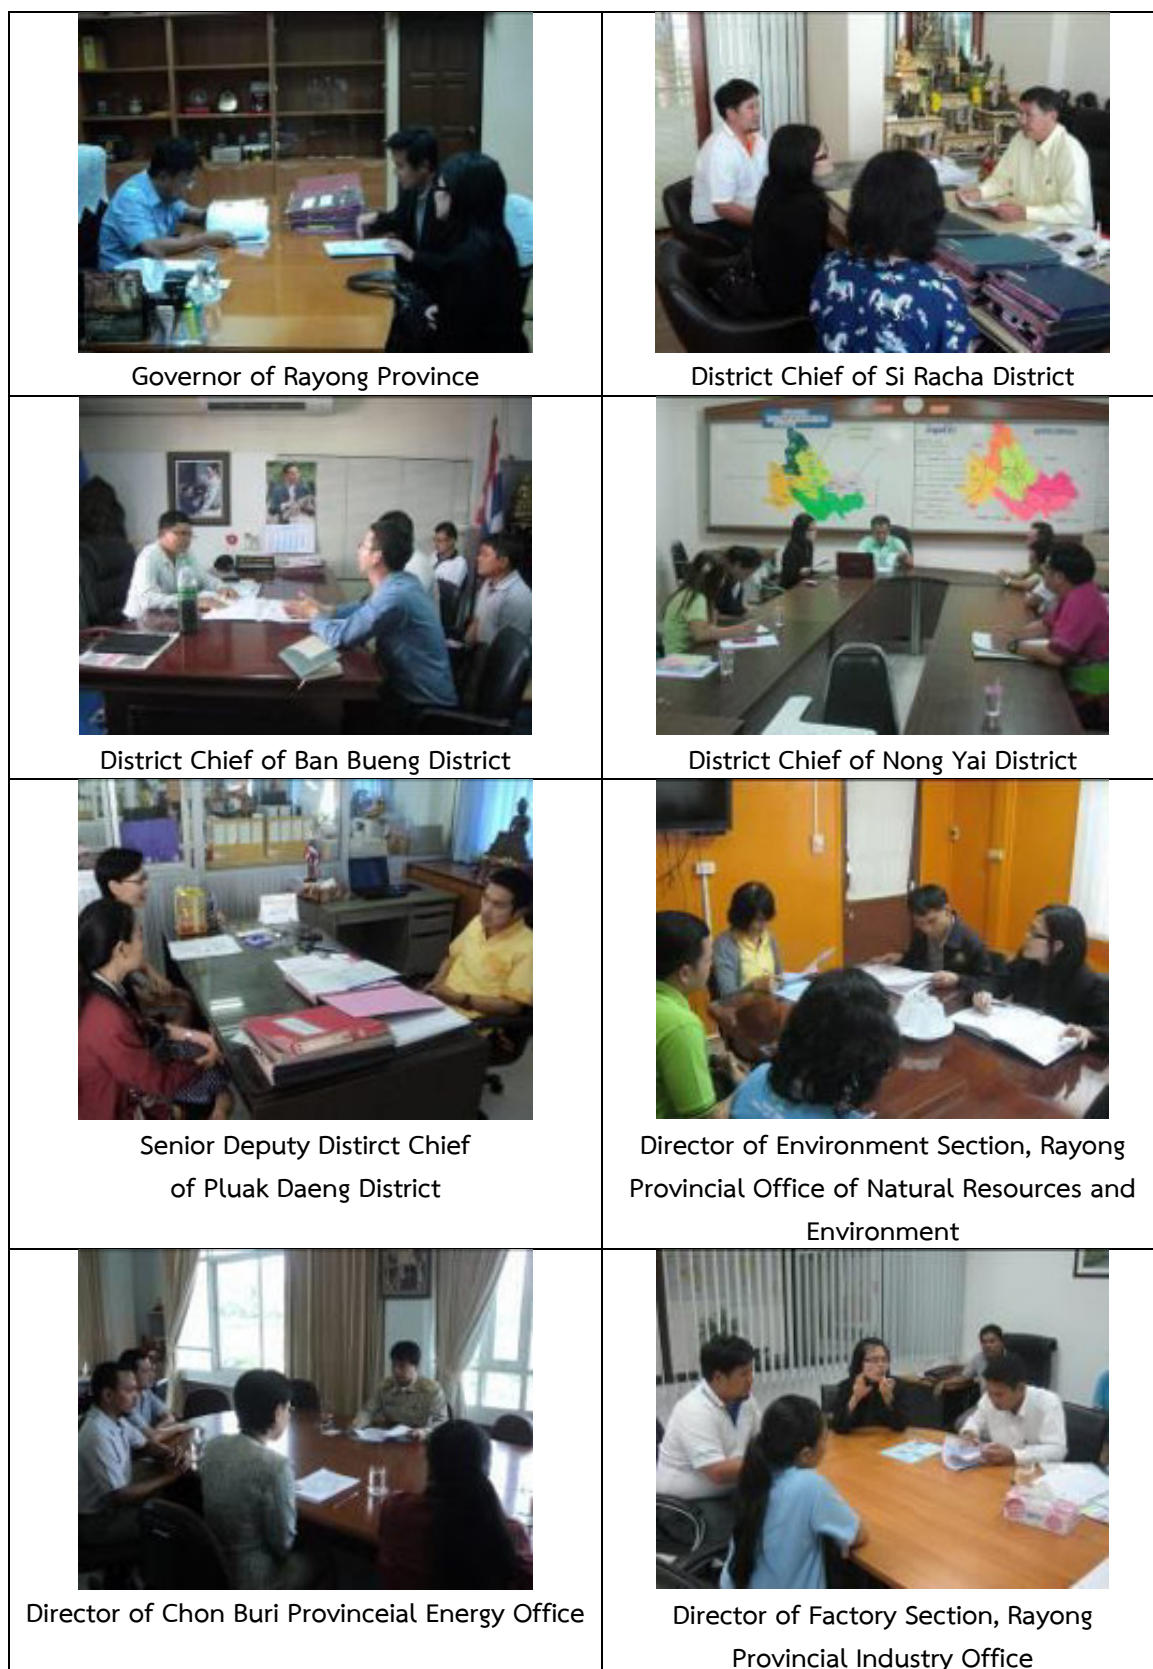 Governor of Rayong Province
District Chief of Si Racha District
District Chief of Ban Bueng District
District Chief of Nong Yai District
Senior Deputy Distirct Chief
of Pluak Daeng District
Director of Environment Section, Rayong
Provincial Office of Natural Resources and
Environment
Director of Chon Buri Provinceial Energy Office
Director of Factory Section, Rayong
Provincial Industry Office